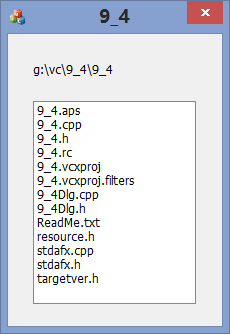 9_4
g:\vc\9_4\9_4
9_4.aps
9_4.cpp
9_4.h
9_4.rc
9_4.vcxproj
9_4.vcxproj.filters
9_4Dlg.cpp
9_4Dlg.h
ReadMe.txt
resource.h
stdafx.cpp
stdafx.h
targetver.h